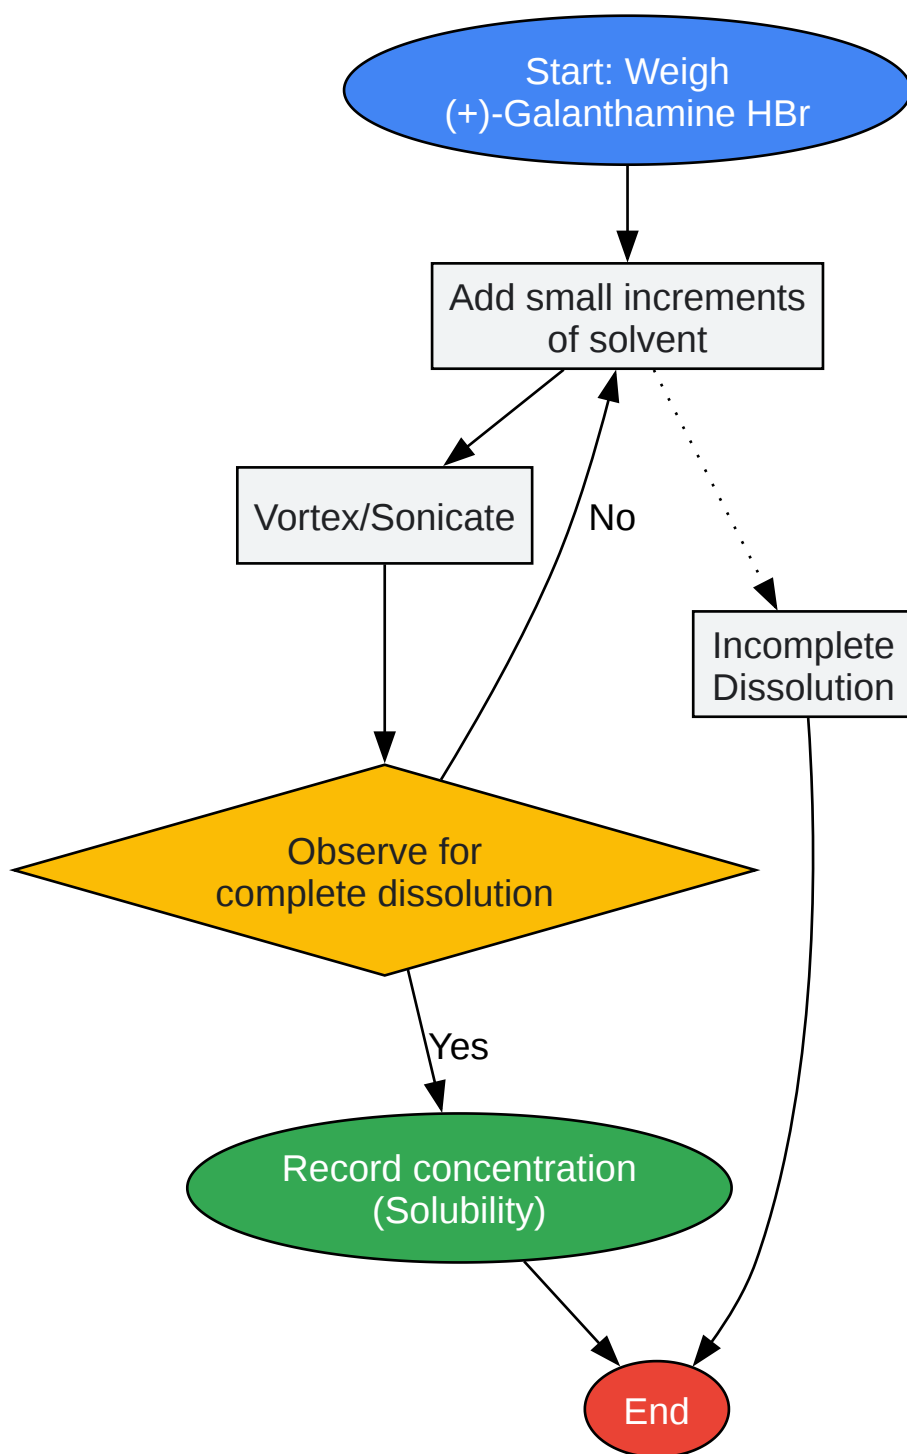 Start: Weigh
(+)-Galanthamine HBr
Add small increments
of solvent
Vortex/Sonicate
No
Incomplete
Dissolution
Observe for
complete dissolution
Yes
Record concentration
(Solubility)
End